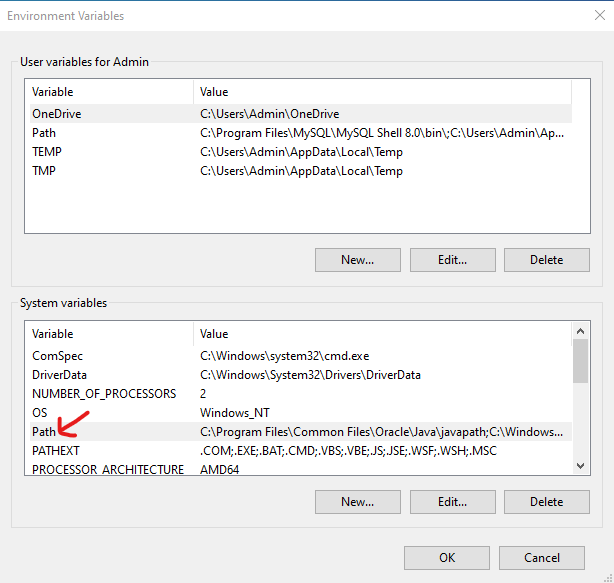 Environment Variables
User variables for Admin
Variable Value
OneDrive C:\Users\Admin\OneDrive
Path C:\Program Files\MySQL\MySQL Shell 8.0\bin\;C:\Users\Admin\Ap...
TEMP C:\Users\Admin\AppData\Local\Temp
TMP C:\Users\Admin\AppData\Local\Temp
New... Edit... Delete
System variables
Variable Value
ComSpec C:\Windows\system32\cmd.exe
DriverData C:\Windows\System32\Drivers\DriverData
NUMBER_OF_PROCESSORS 2
OS Windows_NT
Path C:\Program Files\Common Files\Oracle\Java\javapath;C:\Windows...
PATHEXT .COM;.EXE;.BAT;.CMD;.VBS;.VBE;.JS;.JSE;.WSF;.WSH;.MSC
PROCESSOR_ARCHITECTURE AMD64
New... Edit... Delete
OK Cancel